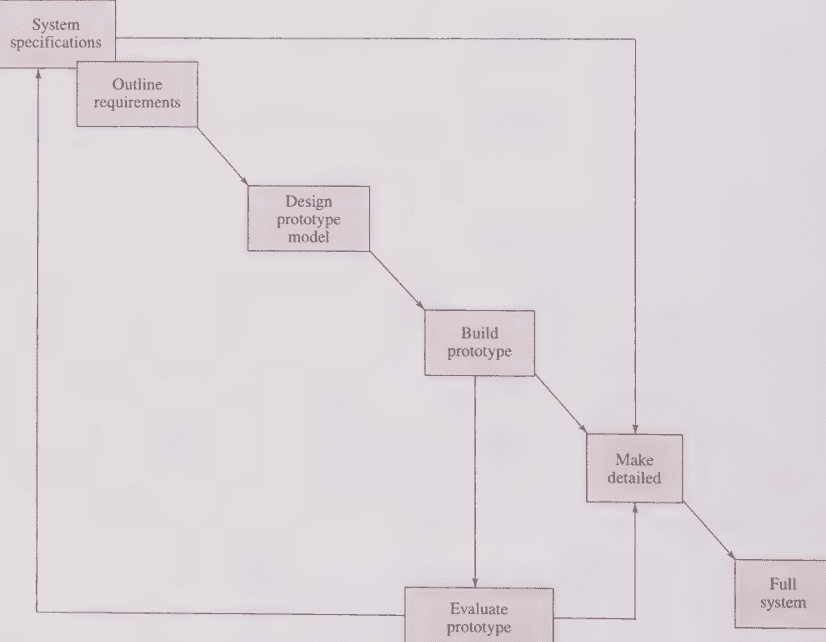 System
specifications
Outline
requirements
Design
prototype
model
Build
prototype
Make
detailed
Full
system
Evaluate
prototype